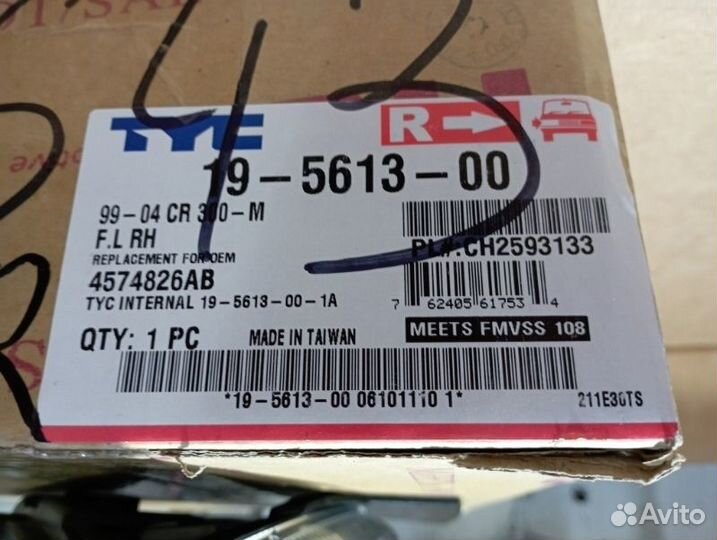 TYC R
19-5613-00
99-04 CR 300-M
F.L RH
REPLACEMENT FOR OEM
4574826AB
TYC INTERNAL 19-5613-00-1A
PL#:CH2593133
7 62405 61753 4
QTY: 1 PC MADE IN TAIWAN
MEETS FMVSS 108
*19-5613-00 06101110 1*
211E30TS
Avito